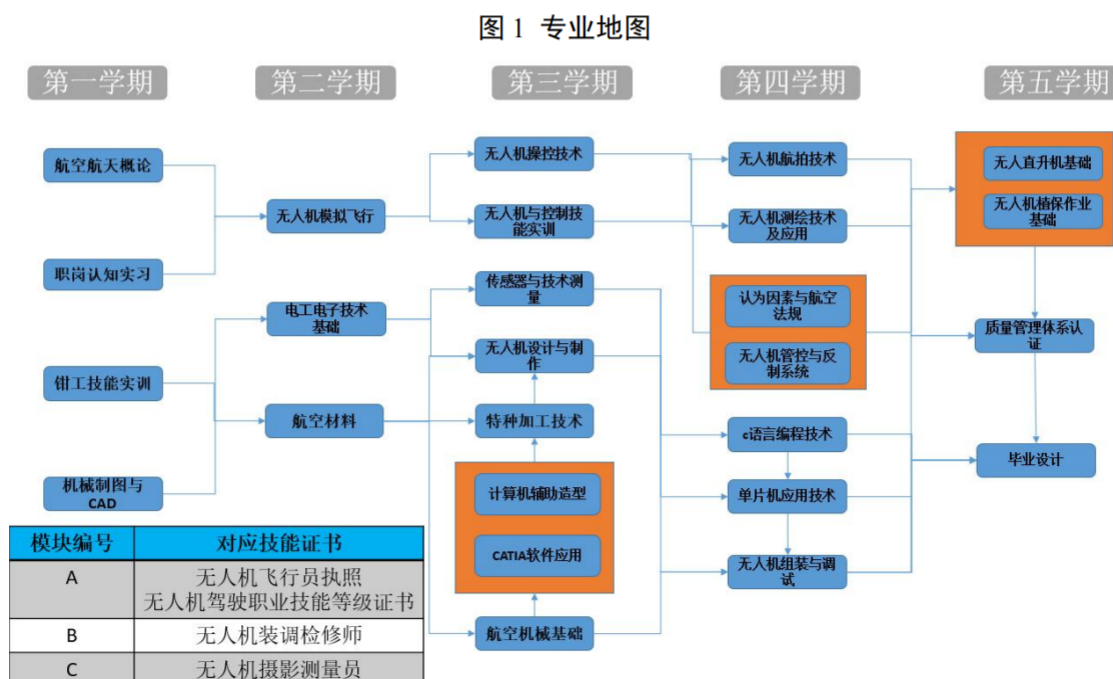 图 1 专业地图
第一学期
第二学期
第三学期
第四学期
第五学期
航空航天概论
职岗认知实习
钳工技能实训
机械制图与
CAD
无人机模拟飞行
电工电子技术
基础
航空材料
无人机操控技术
无人机与控制技
能实训
传感器与技术测
量
无人机设计与制
作
特种加工技术
计算机辅助造型
CATIA软件应用
航空机械基础
无人机航拍技术
无人机测绘技术
及应用
认为因素与航空
法规
无人机管控与反
制系统
c语言编程技术
单片机应用技术
无人机组装与调
试
无人直升机基础
无人机植保作业
基础
质量管理体系认
证
毕业设计
模块编号
对应技能证书
A
无人机飞行员执照
无人机驾驶职业技能等级证书
B
无人机装调检修师
C
无人机摄影测量员